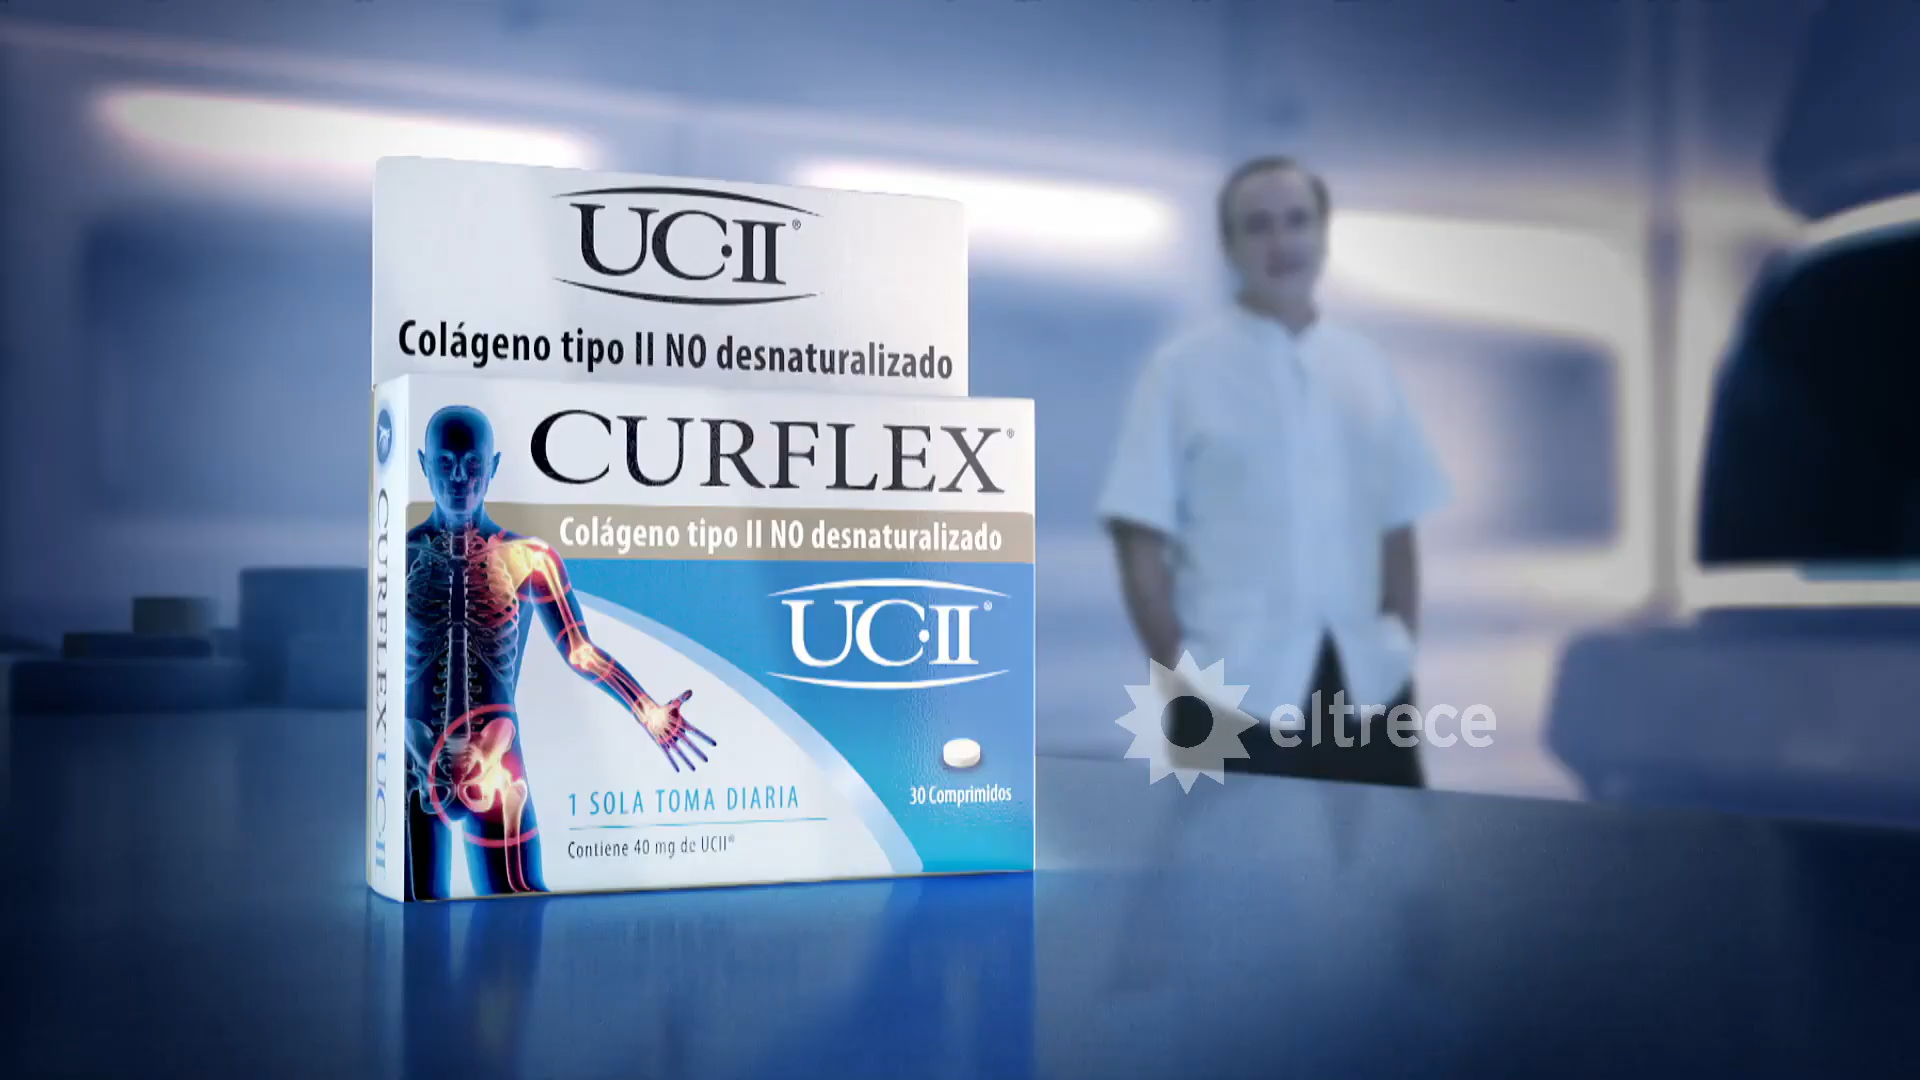 UC·II®
Colágeno tipo II NO desnaturalizado
CURFLEX®
Colágeno tipo II NO desnaturalizado
UC·II®
30 Comprimidos
1 SOLA TOMA DIARIA
Contiene 40 mg de UCII®
CURFLEX UC·II
eltrece